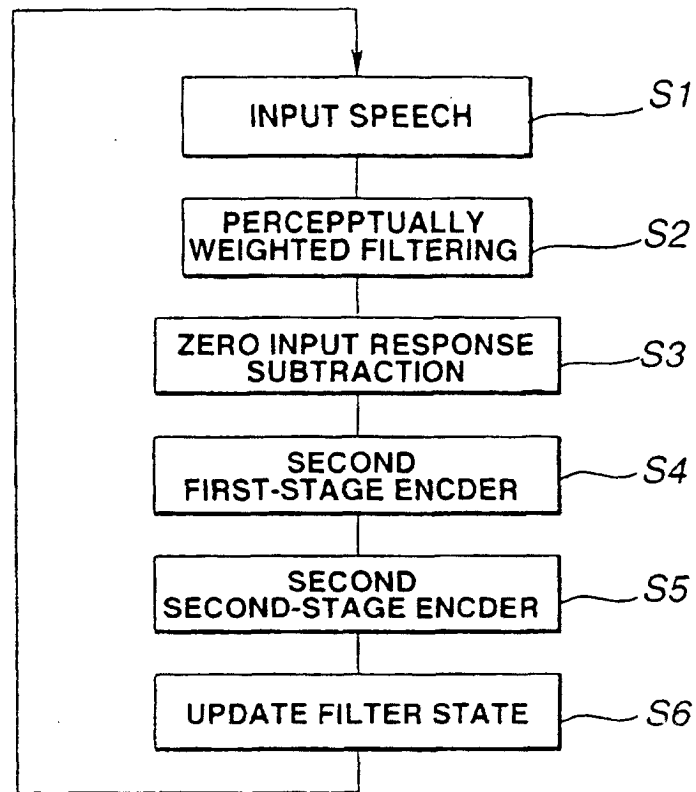 INPUT SPEECH
S1
PERCEPPTUALLY
WEIGHTED FILTERING
S2
ZERO INPUT RESPONSE
SUBTRACTION
S3
SECOND
FIRST-STAGE ENCDER
S4
SECOND
SECOND-STAGE ENCDER
S5
UPDATE FILTER STATE
S6